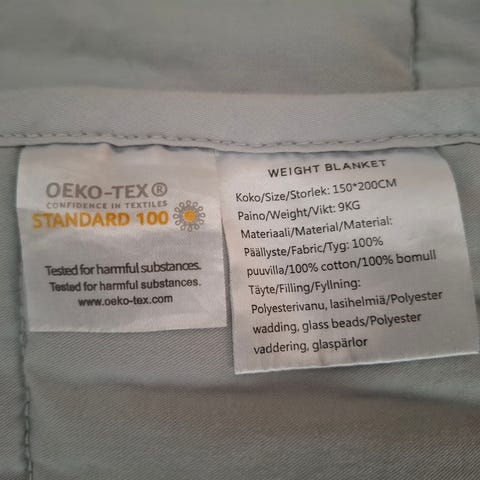 OEKO-TEX®
CONFIDENCE IN TEXTILES
STANDARD 100
Tested for harmful substances.
Tested for harmful substances.
www.oeko-tex.com
WEIGHT BLANKET
Koko/Size/Storlek: 150*200CM
Paino/Weight/Vikt: 9KG
Materiaali/Material/Material:
Päällyste/Fabric/Tyg: 100%
puuvilla/100% cotton/100% bomull
Täyte/Filling/Fyllning:
Polyesterivanu, lasihelmiä/Polyester
wadding, glass beads/Polyester
vaddering, glaspärlor